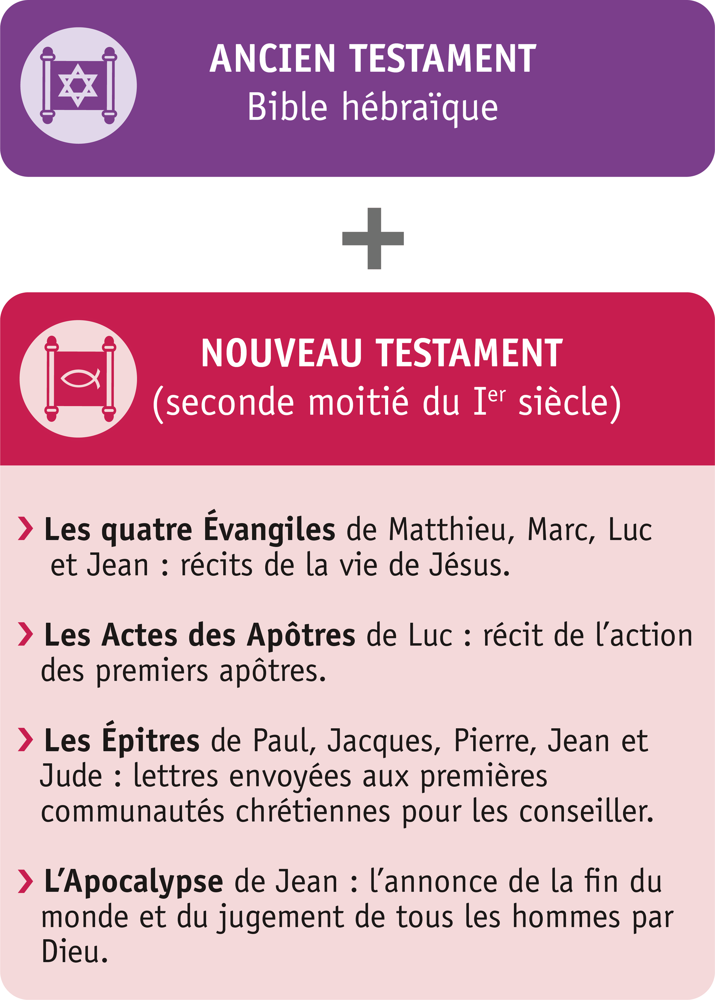 ANCIEN TESTAMENT
Bible hébraïque
+
NOUVEAU TESTAMENT
(seconde moitié du Ier siècle)
Les quatre Évangiles de Matthieu, Marc, Luc
et Jean : récits de la vie de Jésus.
Les Actes des Apôtres de Luc : récit de l’action
des premiers apôtres.
Les Épitres de Paul, Jacques, Pierre, Jean et
Jude : lettres envoyées aux premières
communautés chrétiennes pour les conseiller.
L’Apocalypse de Jean : l’annonce de la fin du
monde et du jugement de tous les hommes par
Dieu.